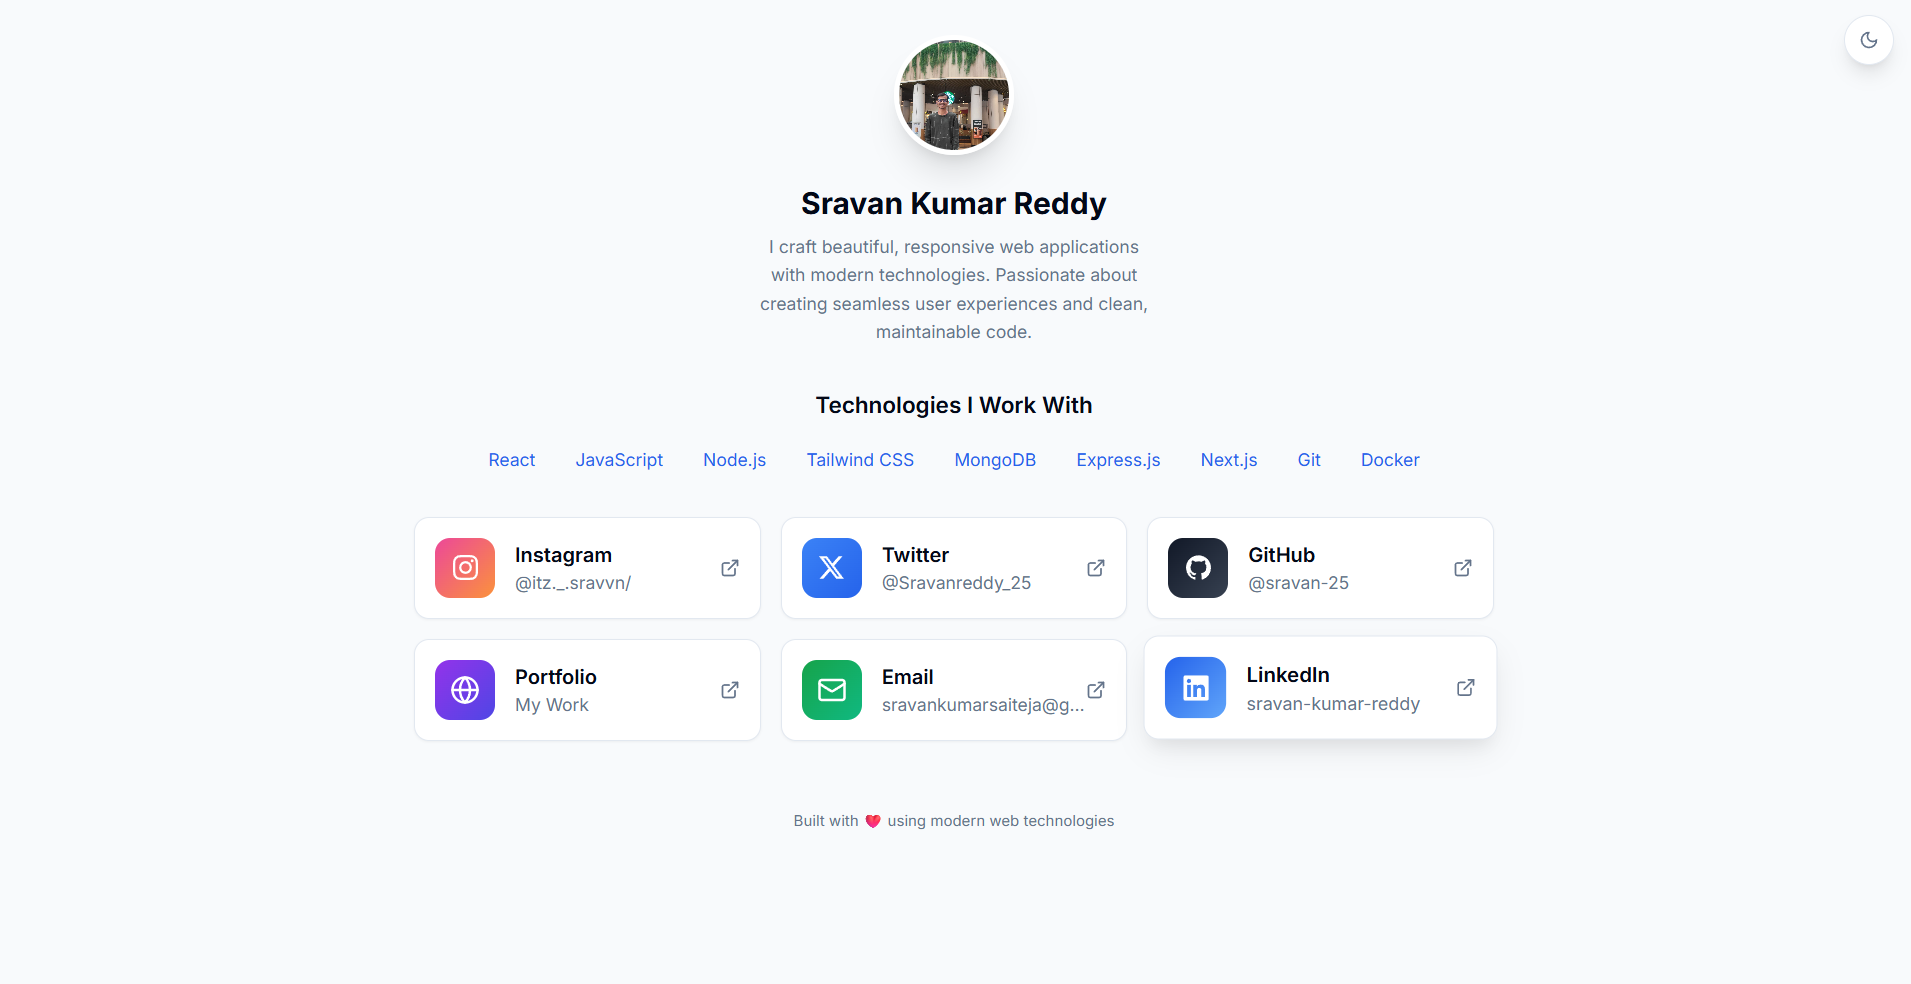 Sravan Kumar Reddy
I craft beautiful, responsive web applications
with modern technologies. Passionate about
creating seamless user experiences and clean,
maintainable code.
Technologies I Work With
React JavaScript Node.js Tailwind CSS MongoDB Express.js Next.js Git Docker
Instagram
@itz._.sravvn/
Twitter
@Sravanreddy_25
GitHub
@sravan-25
Portfolio
My Work
Email
sravankumarsaiteja@g...
LinkedIn
sravan-kumar-reddy
Built with ❤️ using modern web technologies